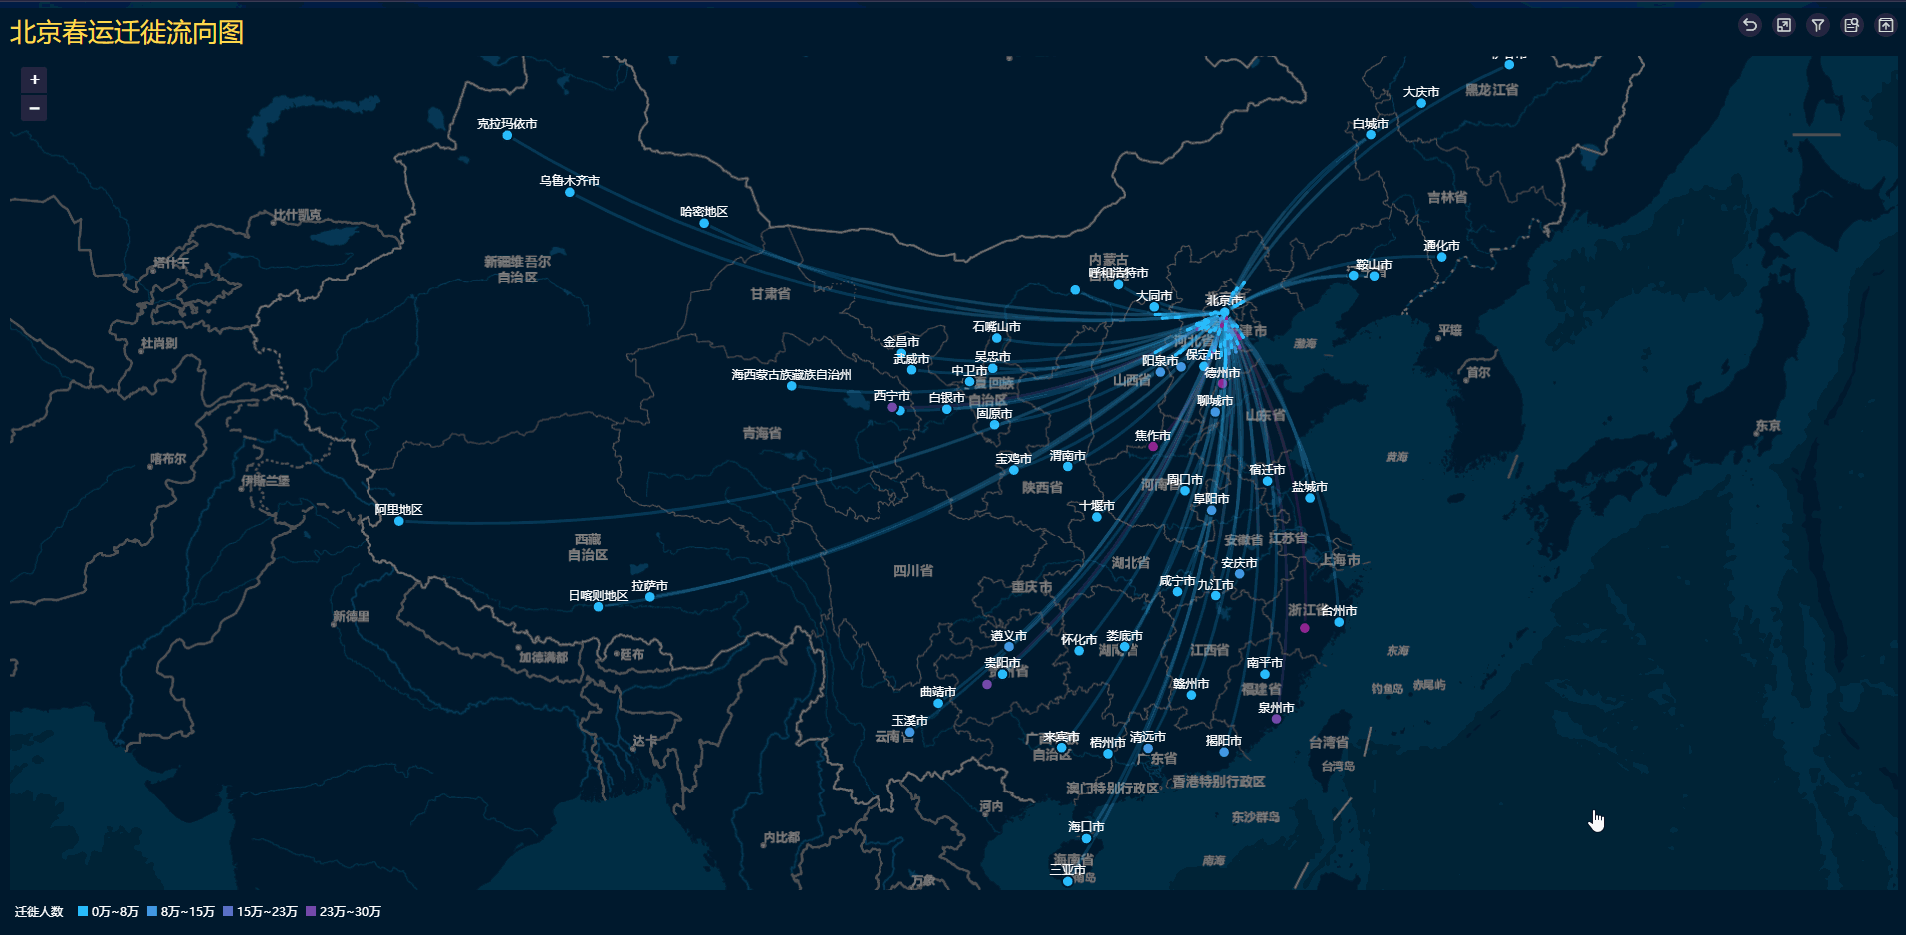 北京春运迁徙流向图
+
−
大庆市
黑龙江省
克拉玛依市
白城市
乌鲁木齐市
吉林省
哈密地区
比什凯克
通化市
塔什干
新疆维吾尔
自治区
内蒙古
呼和浩特市
鞍山市
甘肃省
大同市
北京市
石嘴山市
津市
平壤
杜尚别
金昌市
河北省
渤海
武威市
吴忠市
阳泉市
保定市
中卫市
海西蒙古族藏族自治州
山西省
德州市
首尔
夏回族
自治区
西宁市
白银市
聊城市
固原市
山东省
东京
青海省
焦作市
喀布尔
宝鸡市
渭南市
黄海
宿迁市
伊斯兰堡
陕西省
河南省
周口市
盐城市
阜阳市
阿里地区
十堰市
西藏
自治区
安徽省
江苏省
四川省
湖北省
安庆市
上海市
重庆市
咸宁市
九江市
拉萨市
日喀则地区
新德里
浙江省
台州市
遵义市
怀化市
娄底市
湖南省
江西省
东海
加德满都
廷布
贵阳市
南平市
曲靖市
赣州市
福建省
钓鱼岛
赤尾屿
泉州市
玉溪市
云南省
来宾市
自治区
梧州市
清远市
揭阳市
广东省
达卡
台湾省
台湾岛
澳门特别行政区
香港特别行政区
河内
东沙群岛
内比都
海口市
海南省
南海
三亚市
万象
迁徙人数
0万~8万
8万~15万
15万~23万
23万~30万